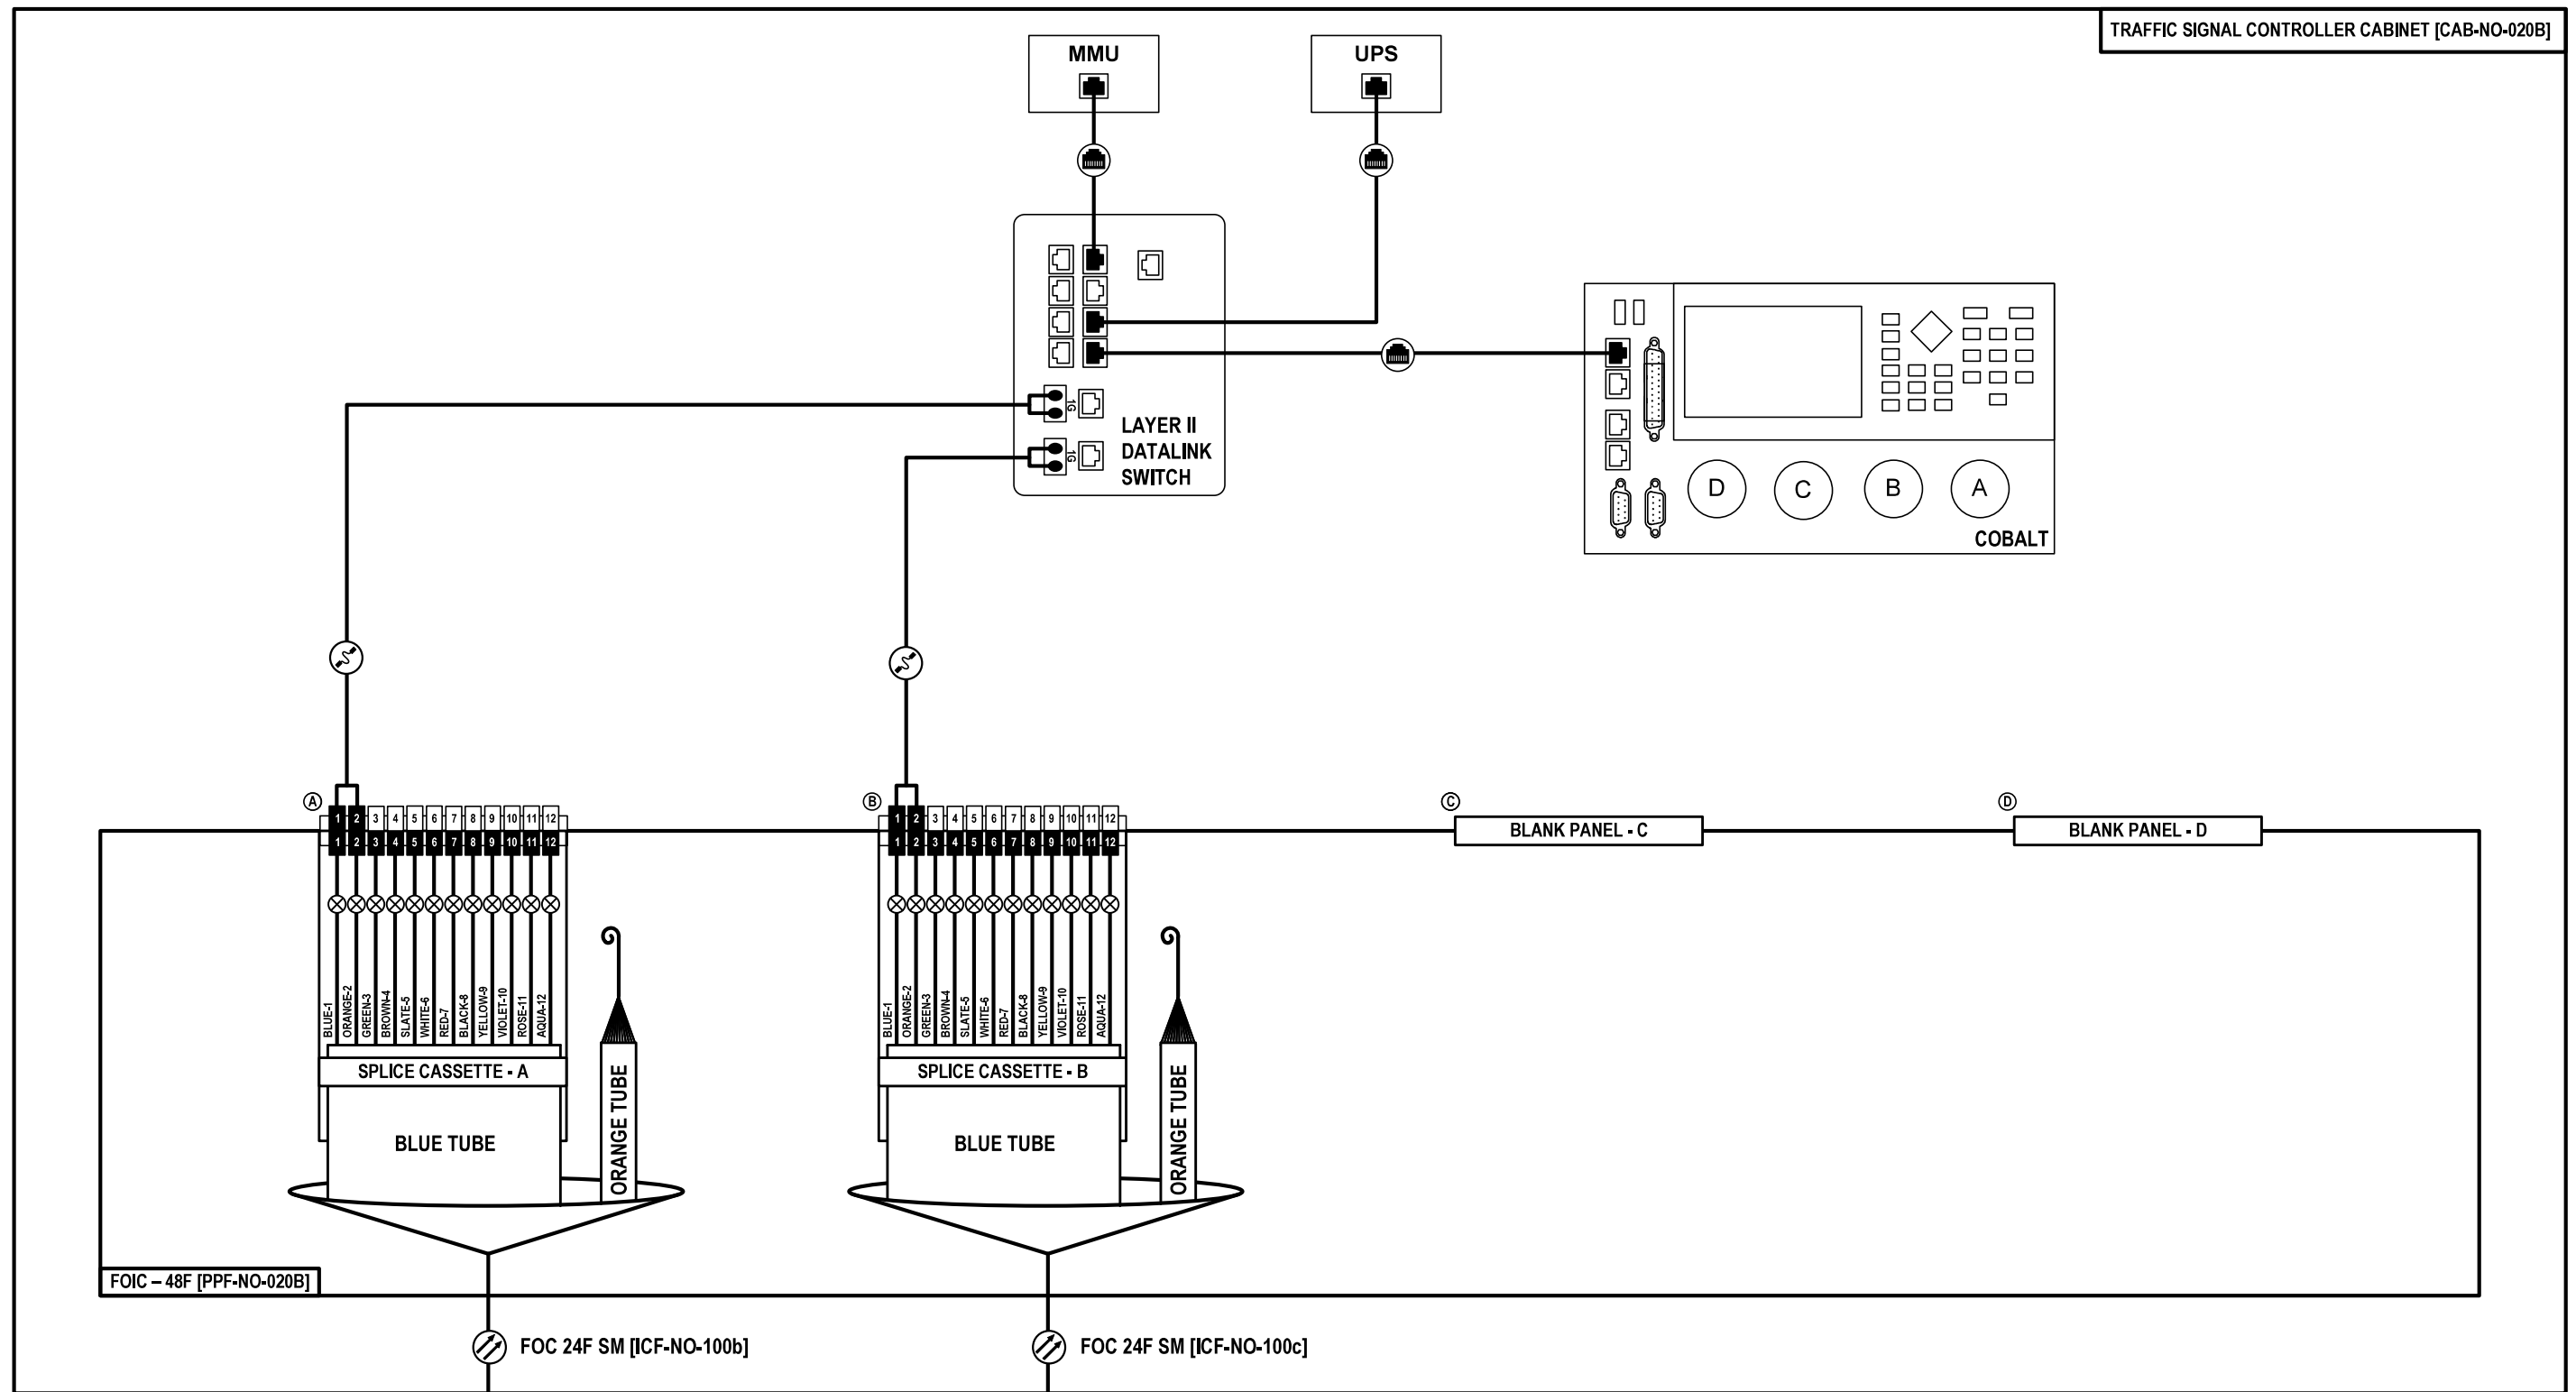 TRAFFIC SIGNAL CONTROLLER CABINET [CAB-NO-020B]
MMU
UPS
1G
LAYER II
1G
DATALINK
SWITCH
D
C
B
A
COBALT
A
1 2 3 4 5 6 7 8 9 10 11 12
1 2 3 4 5 6 7 8 9 10 11 12
BLUE-1
ORANGE-2
GREEN-3
BROWN-4
SLATE-5
WHITE-6
RED-7
BLACK-8
YELLOW-9
VIOLET-10
ROSE-11
AQUA-12
SPLICE CASSETTE - A
BLUE TUBE
ORANGE TUBE
B
1 2 3 4 5 6 7 8 9 10 11 12
1 2 3 4 5 6 7 8 9 10 11 12
BLUE-1
ORANGE-2
GREEN-3
BROWN-4
SLATE-5
WHITE-6
RED-7
BLACK-8
YELLOW-9
VIOLET-10
ROSE-11
AQUA-12
SPLICE CASSETTE - B
BLUE TUBE
ORANGE TUBE
C
BLANK PANEL - C
D
BLANK PANEL - D
FOIC – 48F [PPF-NO-020B]
FOC 24F SM [ICF-NO-100b]
FOC 24F SM [ICF-NO-100c]